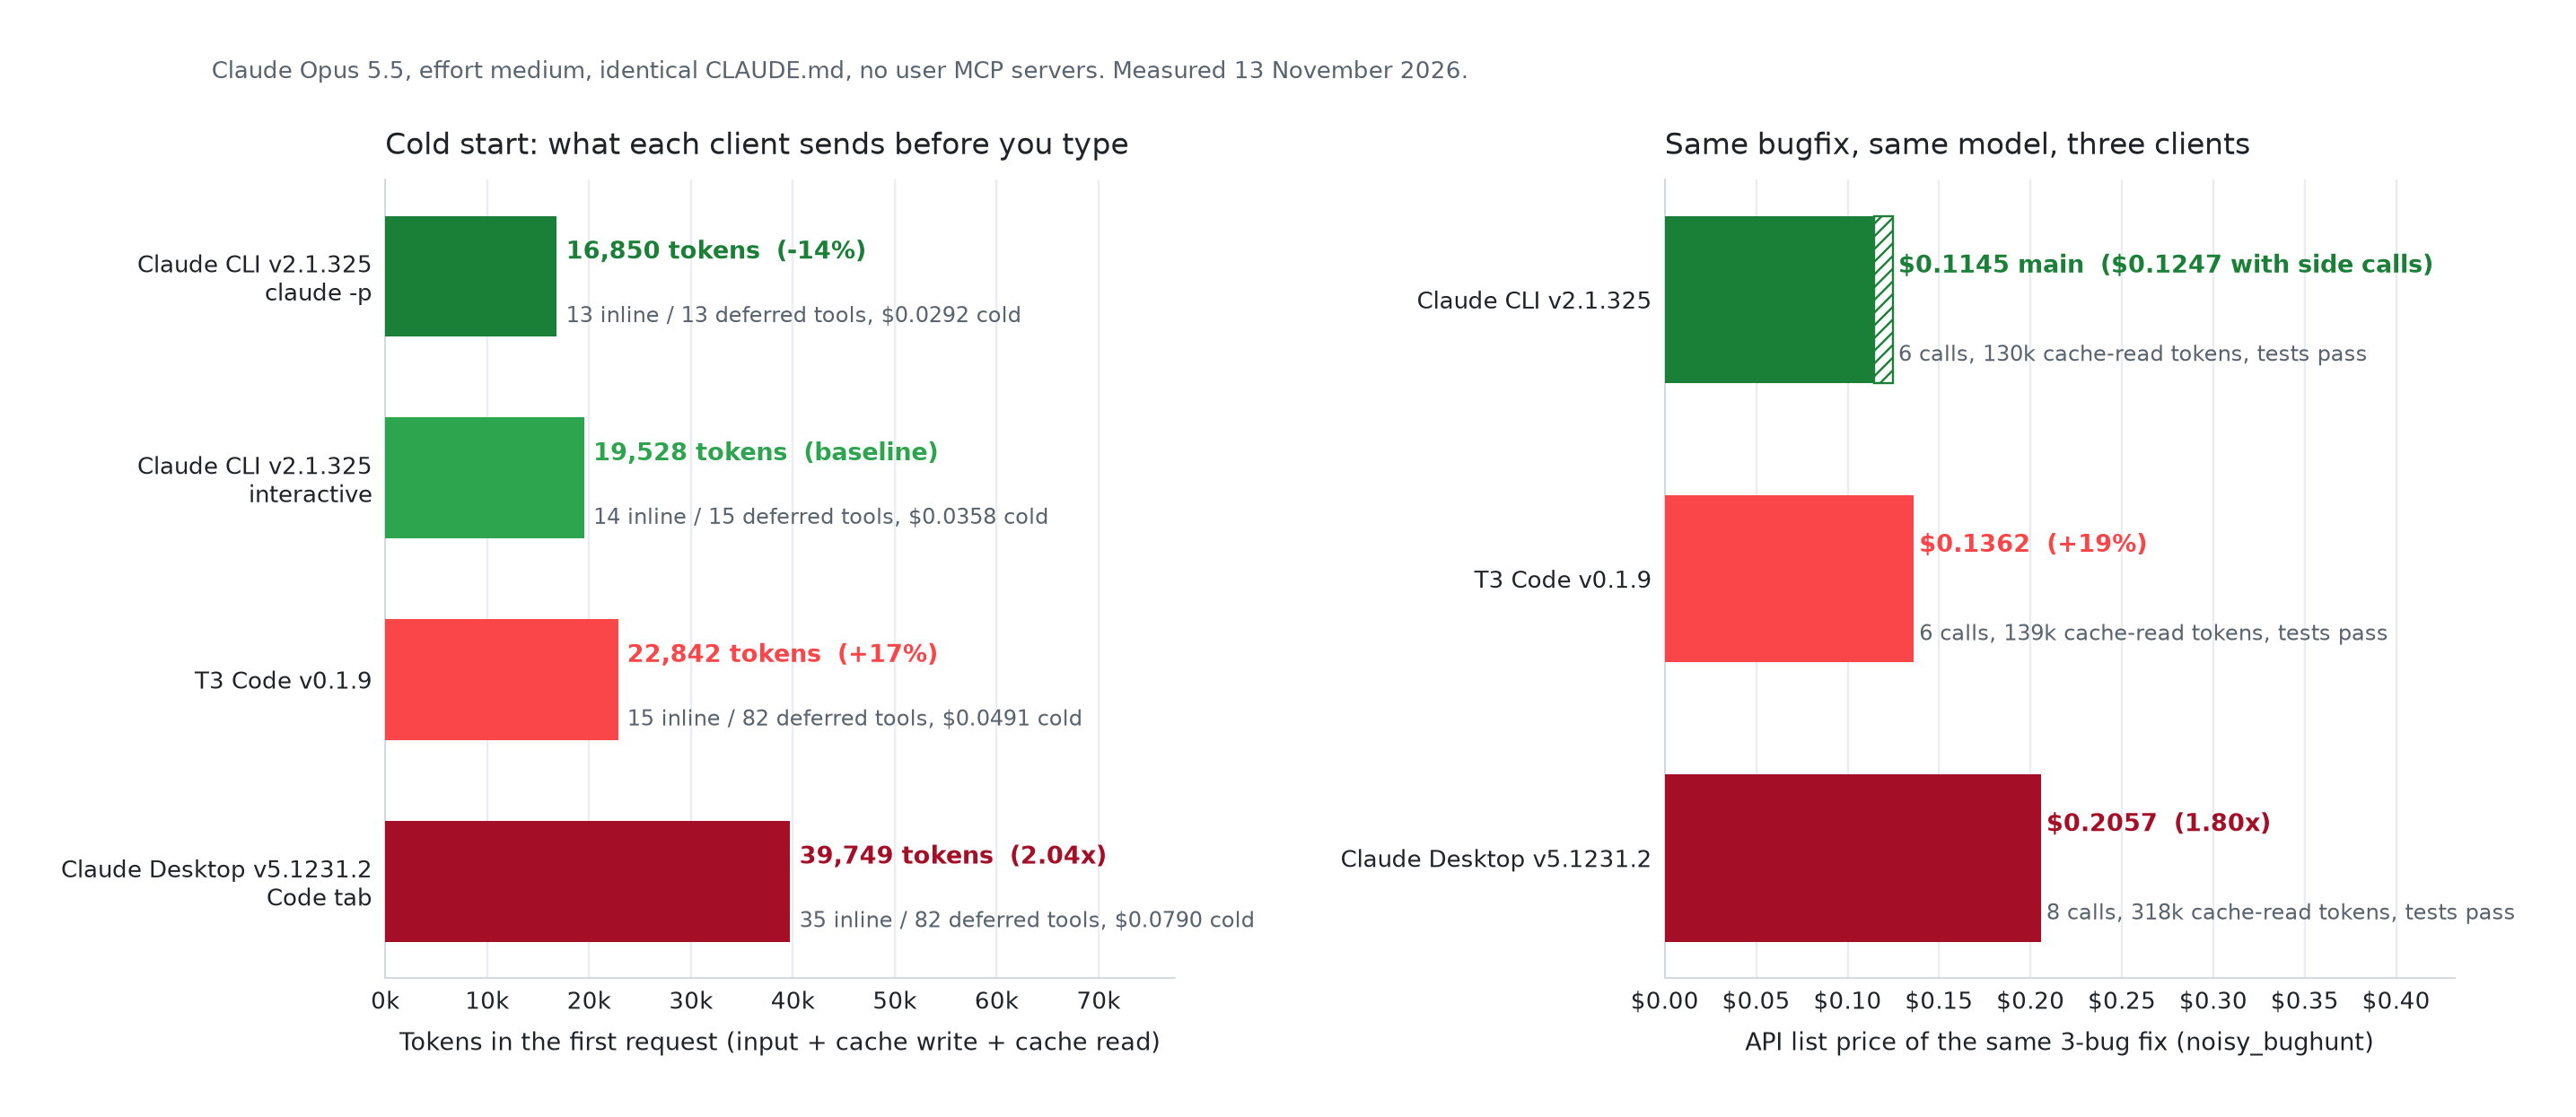 Claude Opus 5.5, effort medium, identical CLAUDE.md, no user MCP servers. Measured 13 November 2026.
Cold start: what each client sends before you type
Claude CLI v2.1.325
claude -p
16,850 tokens (-14%)
13 inline / 13 deferred tools, $0.0292 cold
Claude CLI v2.1.325
interactive
19,528 tokens (baseline)
14 inline / 15 deferred tools, $0.0358 cold
T3 Code v0.1.9
22,842 tokens (+17%)
15 inline / 82 deferred tools, $0.0491 cold
Claude Desktop v5.1231.2
Code tab
39,749 tokens (2.04x)
35 inline / 82 deferred tools, $0.0790 cold
0k 10k 20k 30k 40k 50k 60k 70k
Tokens in the first request (input + cache write + cache read)
Same bugfix, same model, three clients
Claude CLI v2.1.325
$0.1145 main ($0.1247 with side calls)
6 calls, 130k cache-read tokens, tests pass
T3 Code v0.1.9
$0.1362 (+19%)
6 calls, 139k cache-read tokens, tests pass
Claude Desktop v5.1231.2
$0.2057 (1.80x)
8 calls, 318k cache-read tokens, tests pass
$0.00 $0.05 $0.10 $0.15 $0.20 $0.25 $0.30 $0.35 $0.40
API list price of the same 3-bug fix (noisy_bughunt)